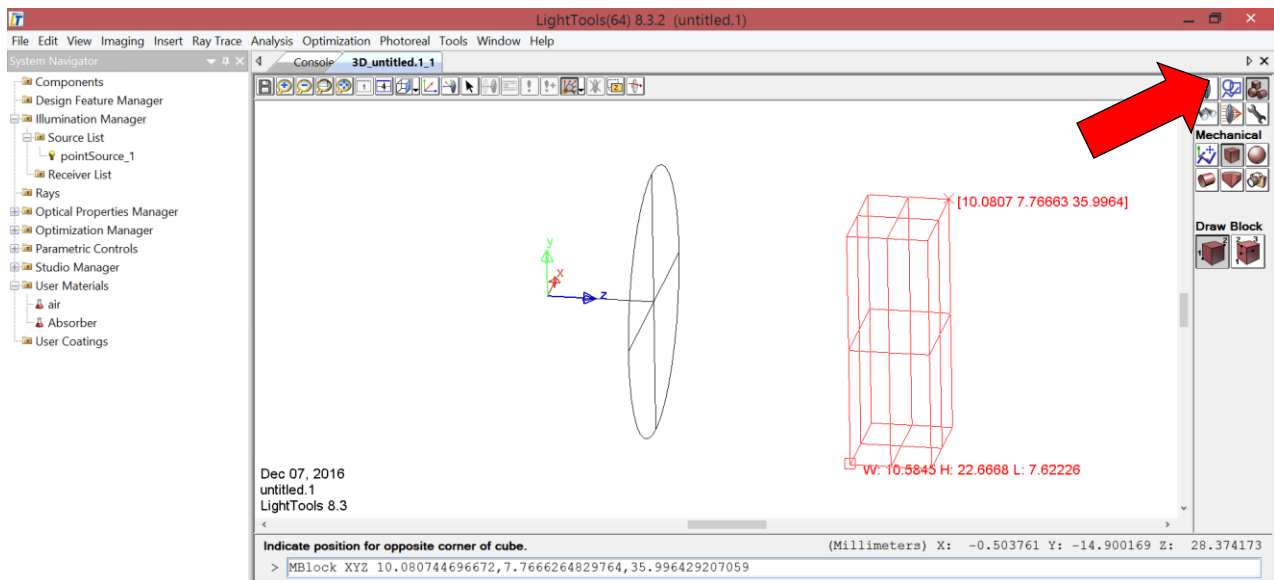 LightTools(64) 8.3.2 (untitled.1)
File Edit View Imaging Insert Ray Trace Analysis Optimization Photoreal Tools Window Help
System Navigator
Console 3D_untitled.1_1
Components
Design Feature Manager
Illumination Manager
Source List
pointSource_1
Receiver List
Rays
Optical Properties Manager
Optimization Manager
Parametric Controls
Studio Manager
User Materials
air
Absorber
User Coatings
y
x
z
[10.0807 7.76663 35.9964]
W: 10.5845 H: 22.6668 L: 7.62226
Dec 07, 2016
untitled.1
LightTools 8.3
Mechanical
Draw Block
1 2
1 2 3
Indicate position for opposite corner of cube.
(Millimeters) X: -0.503761 Y: -14.900169 Z: 28.374173
> MBlock XYZ 10.080744696672,7.7666264829764,35.996429207059